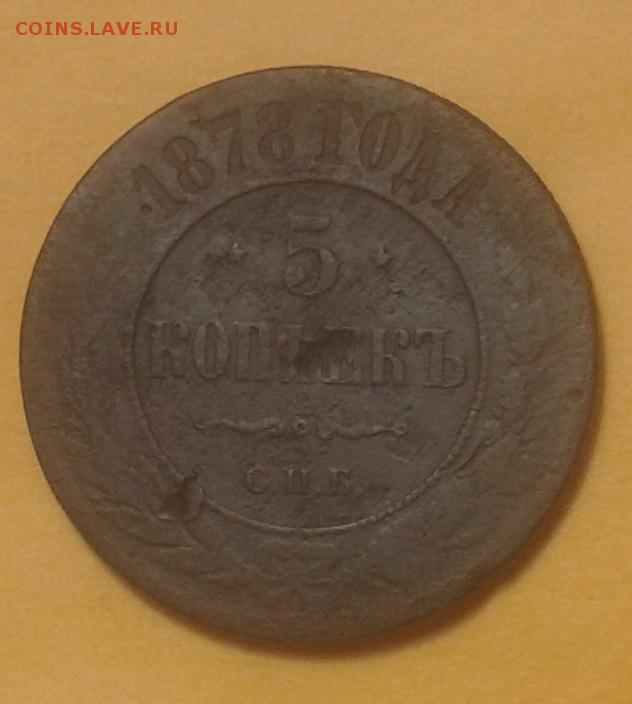 COINS.LAVE.RU
1878 ГОДА
5
КОПѢЕКЪ
С.П.Б.